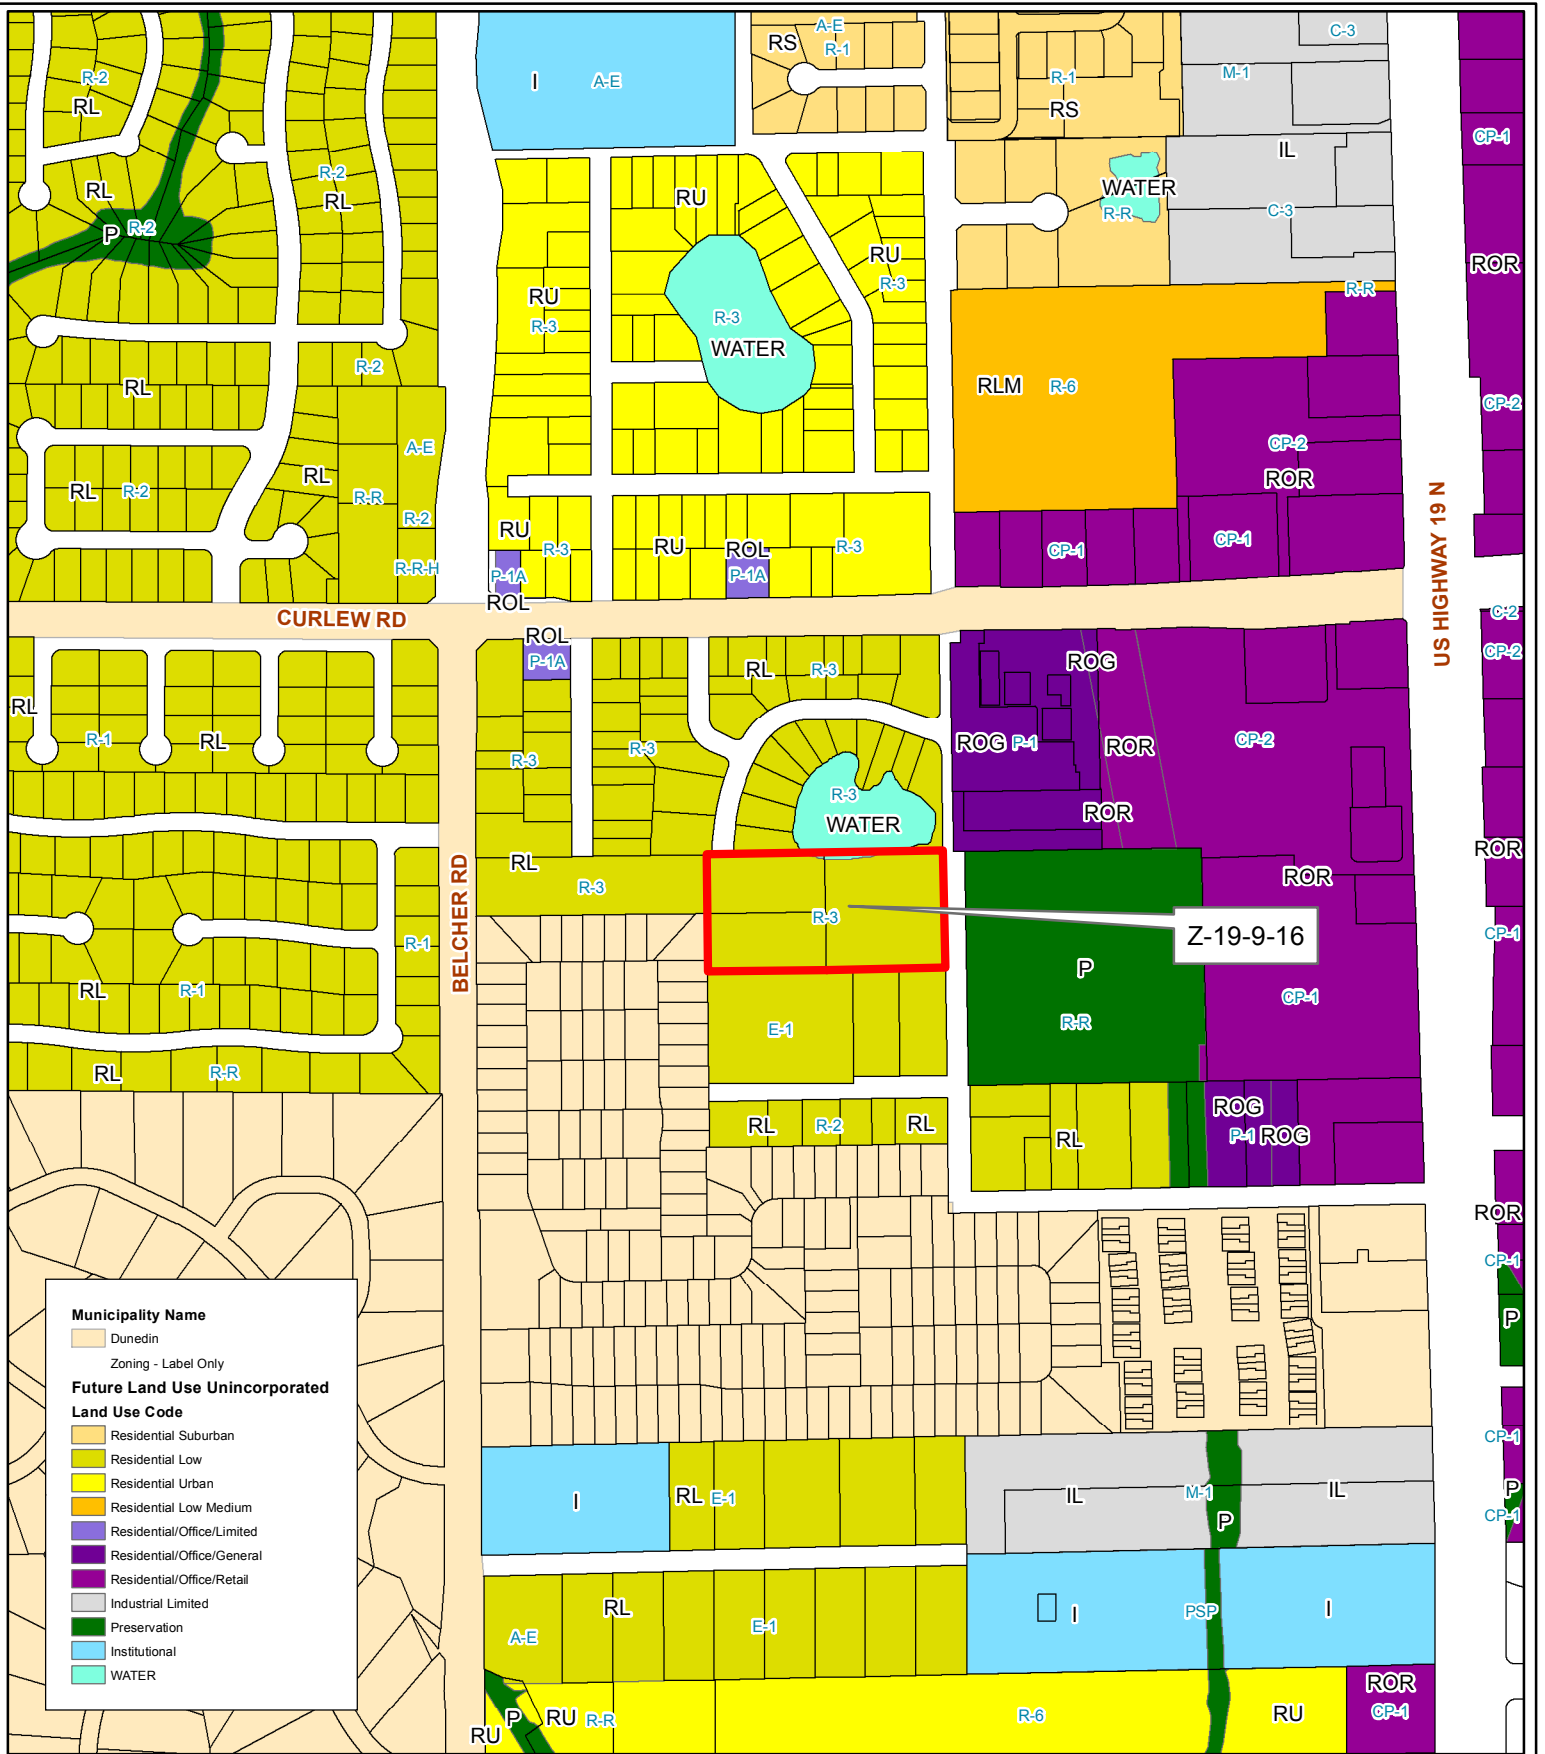 A-E
RS
R-1
I
A-E
R-1
RS
C-3
M-1
R-2
RL
CP-1
IL
R-2
RL
RL
R-2
P
RU
WATER
R-R
C-3
RU
R-3
ROR
RU
R-3
R-R
R-3
WATER
R-2
RL
RLM
R-6
CP-2
CP-2
A-E
ROR
RL
RL
R-2
R-R
R-2
US HIGHWAY 19 N
RU
R-3
RU
ROL
R-3
CP-1
CP-1
R-R-H
P-1A
P-1A
ROL
CURLEW RD
C-2
ROL
P-1A
RL
R-3
ROG
CP-2
RL
R-1
RL
R-3
R-3
ROG
P-1
ROR
CP-2
R-3
WATER
ROR
ROR
RL
R-3
ROR
BELCHER RD
R-3
Z-19-9-16
CP-1
R-1
P
RL
R-1
CP-1
E-1
R-R
RL
R-R
RL
R-2
RL
RL
ROG
P-1
ROG
ROR
CP-1
P
Municipality Name
Dunedin
Zoning - Label Only
Future Land Use Unincorporated
Land Use Code
Residential Suburban
Residential Low
Residential Urban
Residential Low Medium
Residential/Office/Limited
Residential/Office/General
Residential/Office/Retail
Industrial Limited
Preservation
Institutional
WATER
CP-1
I
RL
E-1
IL
M-1
IL
P
P
CP-1
RL
A-E
E-1
I
PSP
I
ROR
CP-1
P
RU
RU
R-R
R-6
RU